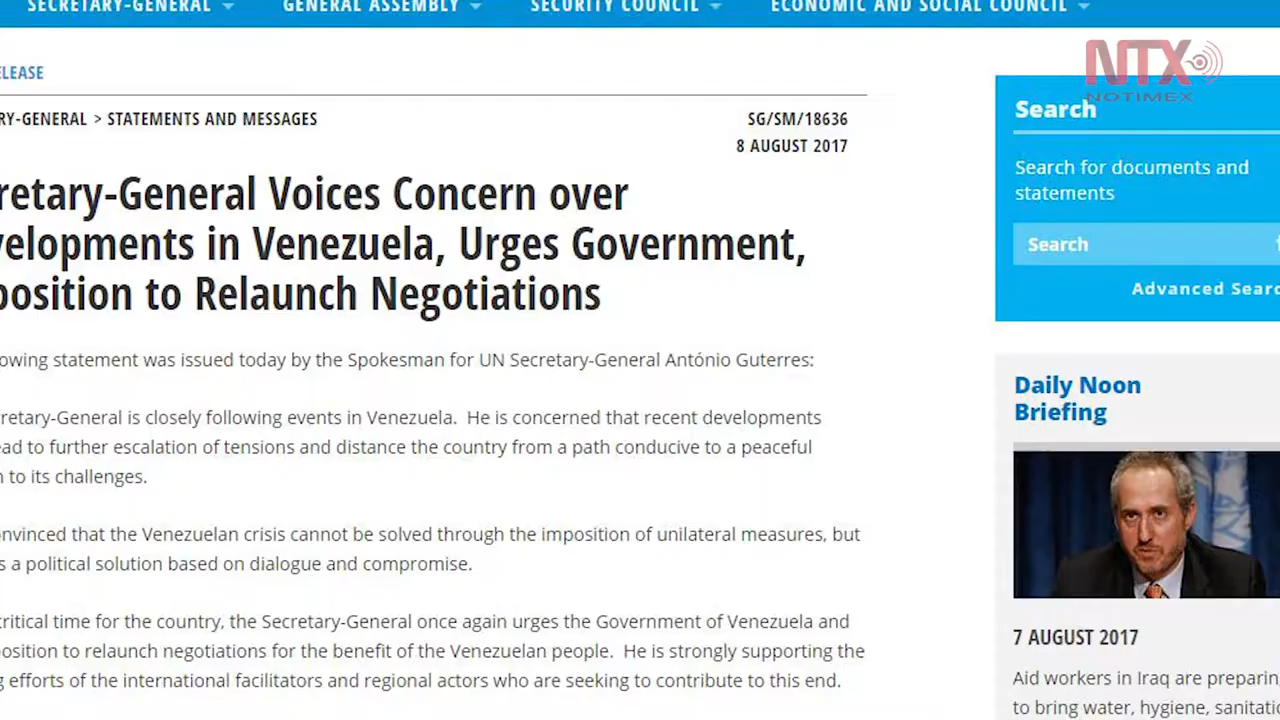 SECRETARY-GENERAL
GENERAL ASSEMBLY
SECURITY COUNCIL
ECONOMIC AND SOCIAL COUNCIL
NTX
NOTIMEX
ELEASE
RY-GENERAL > STATEMENTS AND MESSAGES
SG/SM/18636
8 AUGUST 2017
retary-General Voices Concern over
velopments in Venezuela, Urges Government,
position to Relaunch Negotiations
owing statement was issued today by the Spokesman for UN Secretary-General António Guterres:
retary-General is closely following events in Venezuela. He is concerned that recent developments
ead to further escalation of tensions and distance the country from a path conducive to a peaceful
n to its challenges.
nvinced that the Venezuelan crisis cannot be solved through the imposition of unilateral measures, but
s a political solution based on dialogue and compromise.
critical time for the country, the Secretary-General once again urges the Government of Venezuela and
position to relaunch negotiations for the benefit of the Venezuelan people. He is strongly supporting the
g efforts of the international facilitators and regional actors who are seeking to contribute to this end.
Search
Search for documents and
statements
Search
Advanced Searc
Daily Noon
Briefing
7 AUGUST 2017
Aid workers in Iraq are preparing
to bring water, hygiene, sanitatio